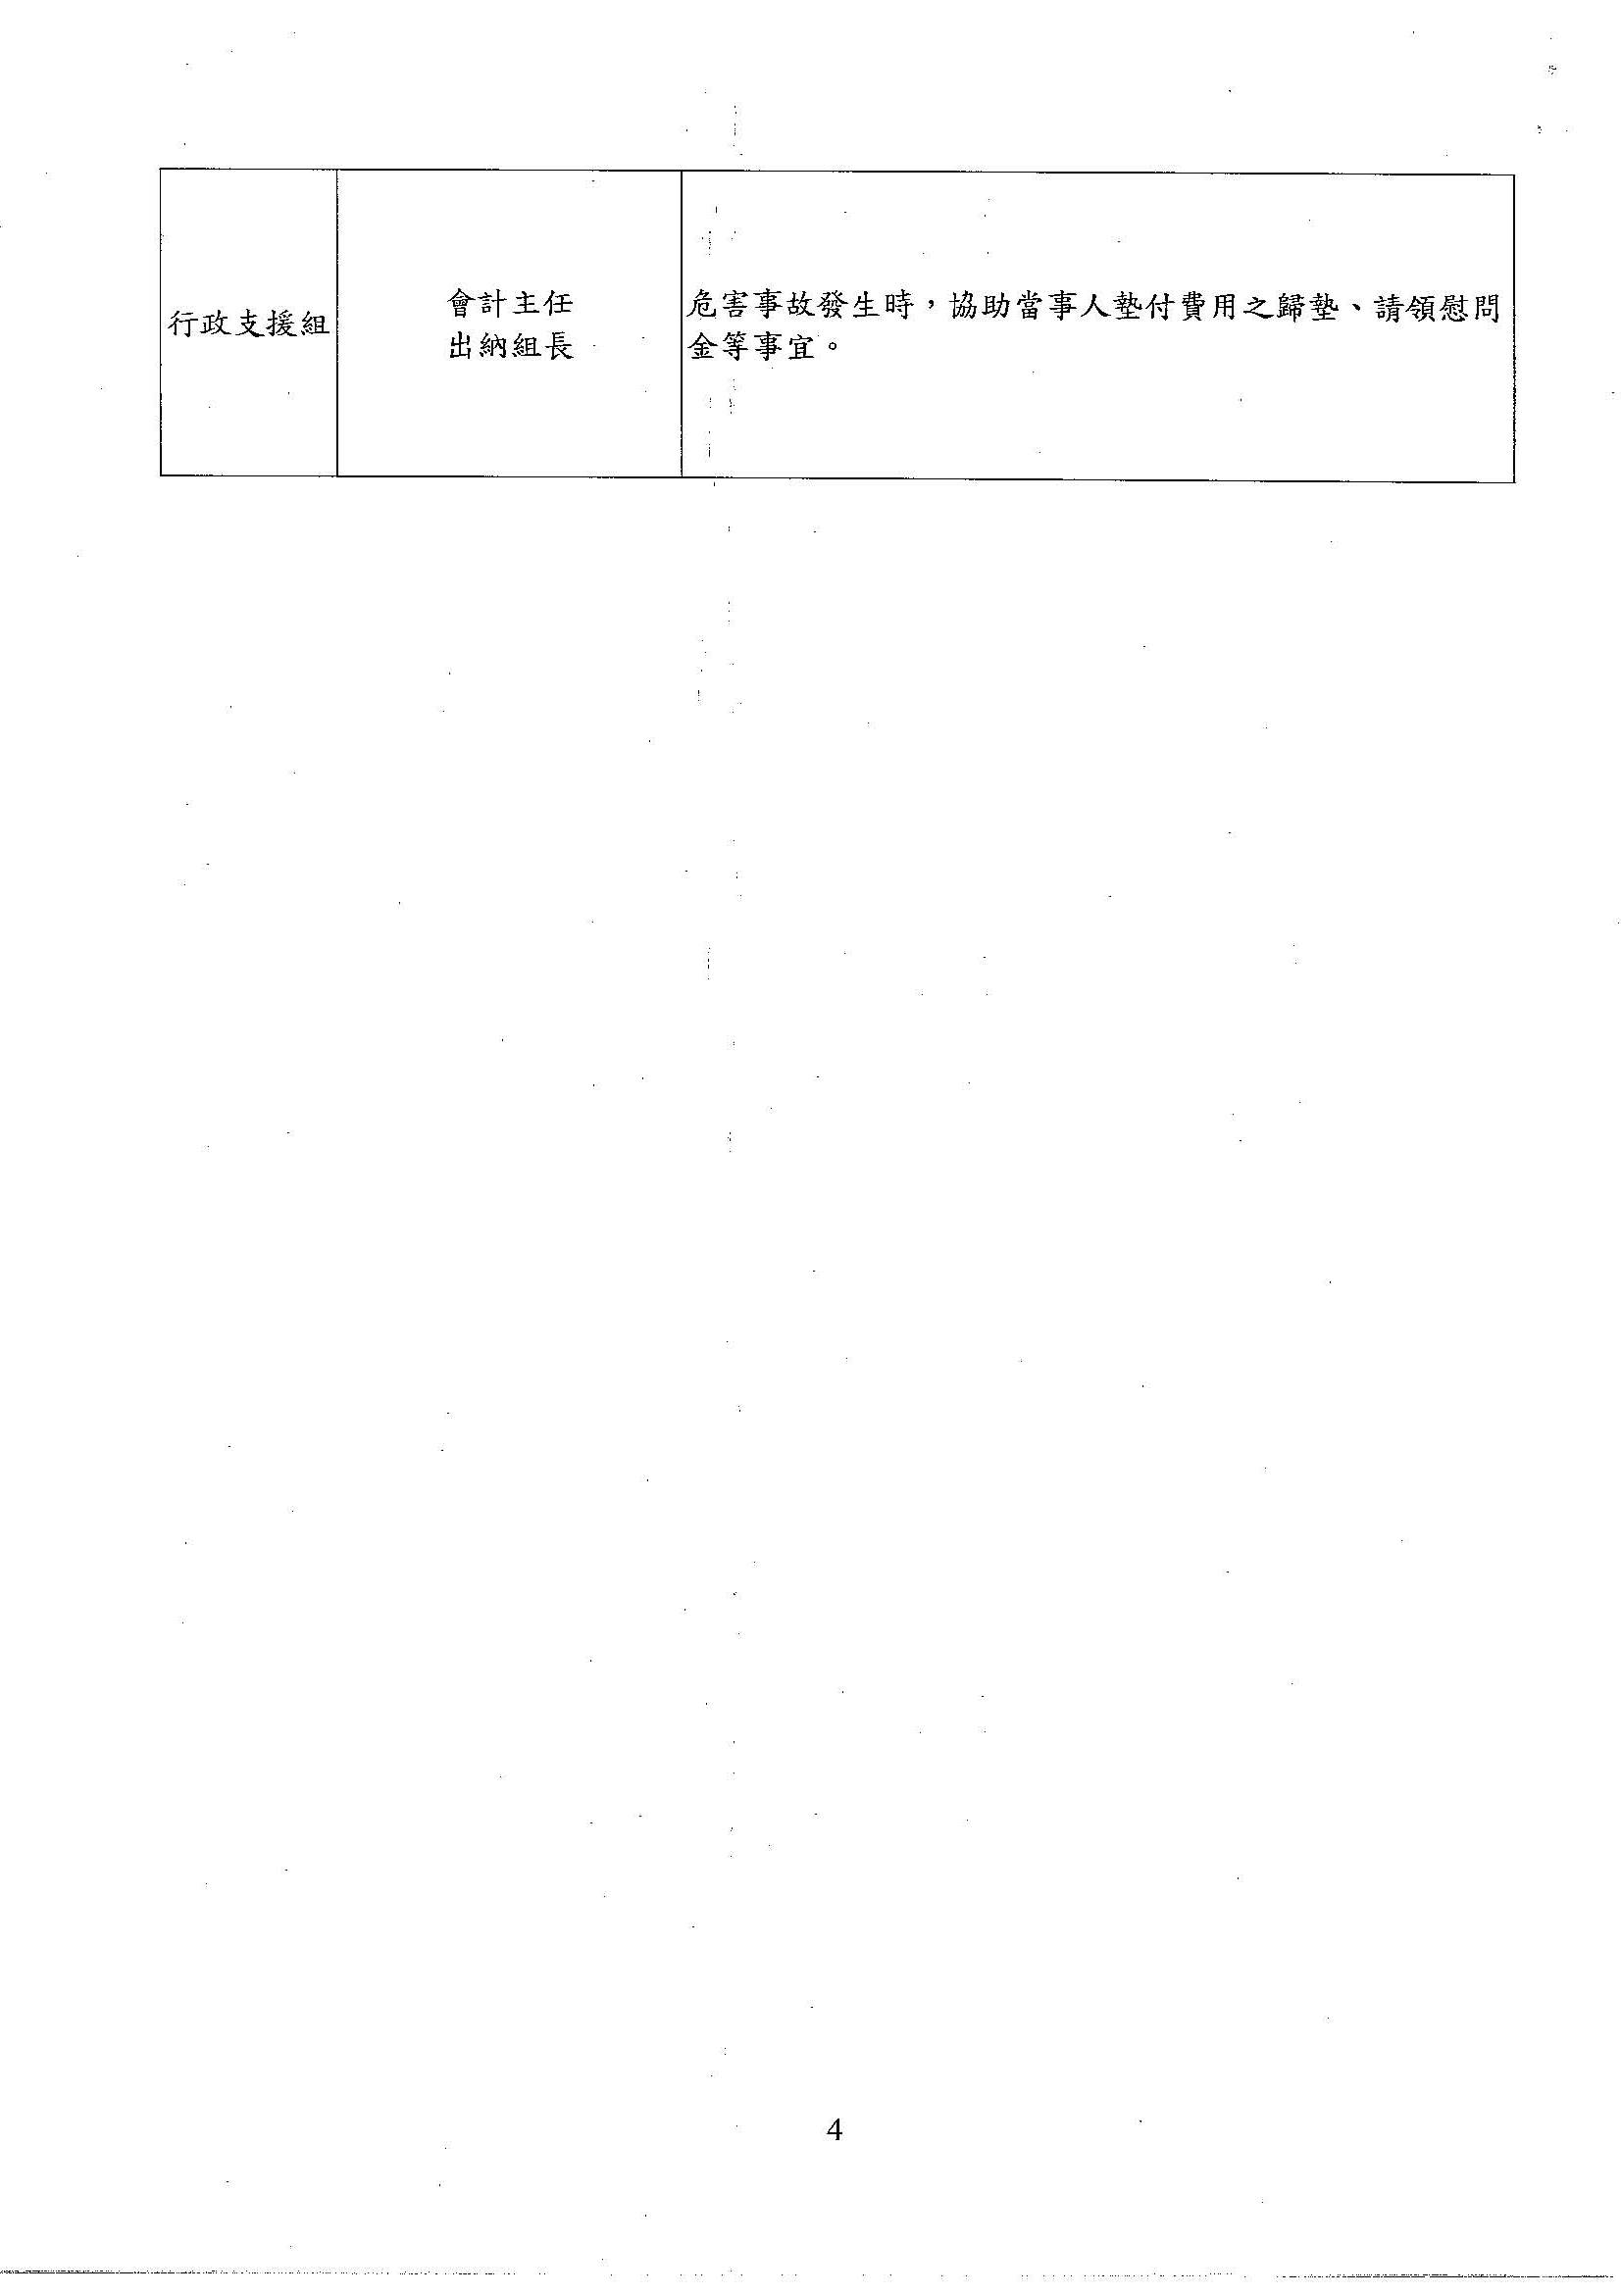 行政支援組
會計主任
出納組長
危害事故發生時，協助當事人墊付費用之歸墊、請領慰問
金等事宜。
4